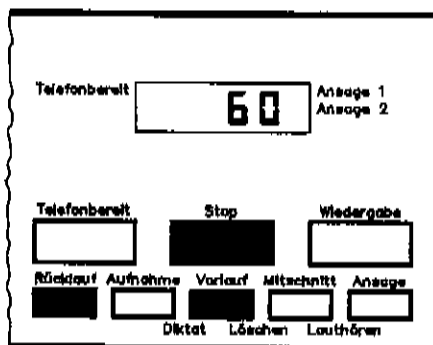 Telefonbereit 60 Ansage 1
Ansage 2
Telefonbereit Stop Wiedergabe
Rücklauf Aufnahme Vorlauf Mitschnitt Ansage
Diktat Löschen Lauthören